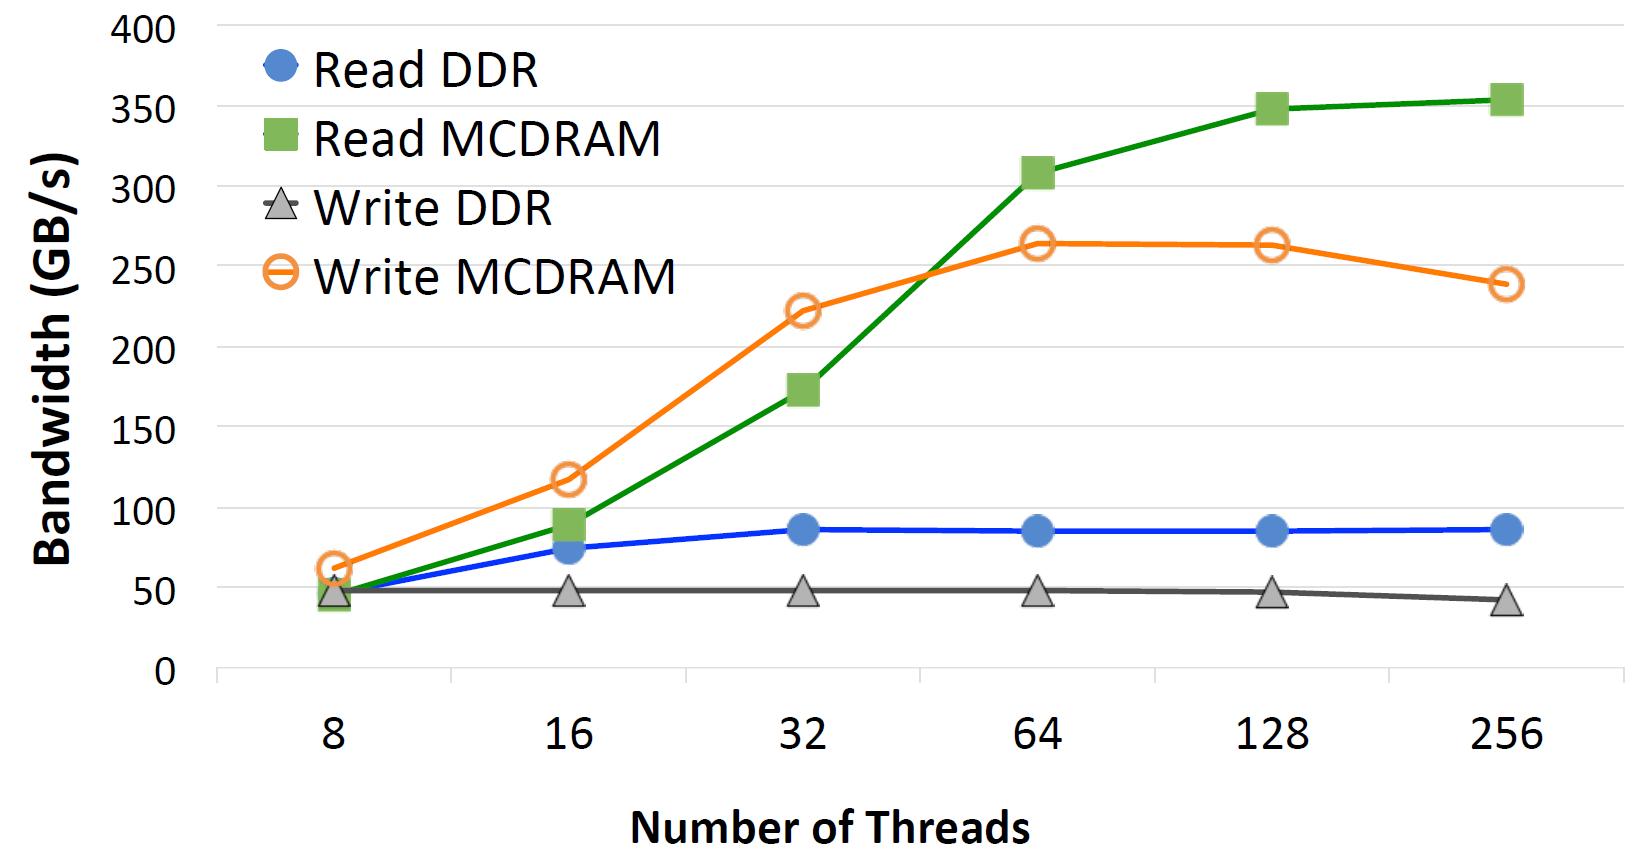 400
350
300
250
200
150
100
50
0
Bandwidth (GB/s)
Read DDR
Read MCDRAM
Write DDR
Write MCDRAM
8 16 32 64 128 256
Number of Threads